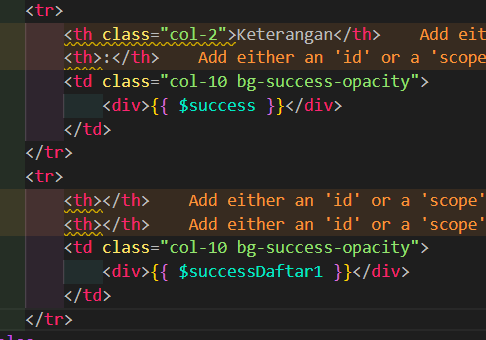 <tr>
<th class="col-2">Keterangan</th> Add eit
<th>:</th> Add either an 'id' or a 'scope
<td class="col-10 bg-success-opacity">
<div>{{ $success }}</div>
</td>
</tr>
<tr>
<th></th> Add either an 'id' or a 'scope'
<th></th> Add either an 'id' or a 'scope'
<td class="col-10 bg-success-opacity">
<div>{{ $successDaftar1 }}</div>
</td>
</tr>